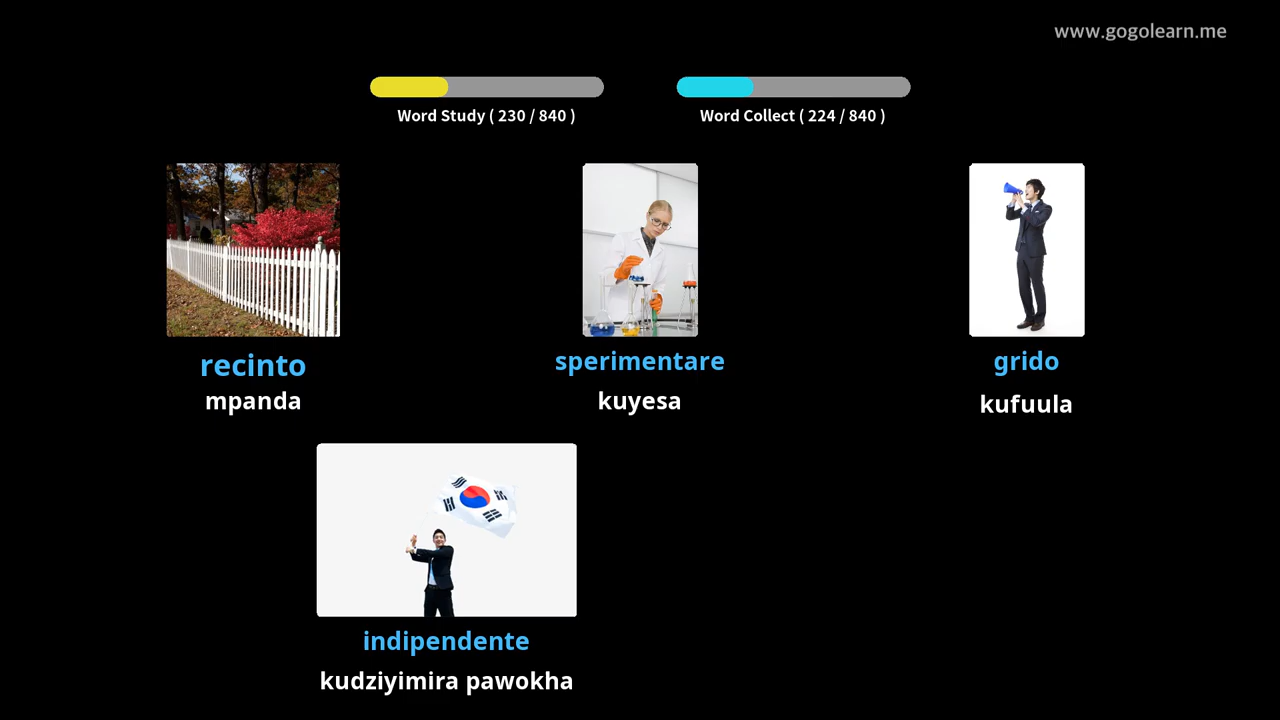 www.gogolearn.me
Word Study ( 230 / 840 )
Word Collect ( 224 / 840 )
recinto
mpanda
sperimentare
kuyesa
grido
kufuula
indipendente
kudziyimira pawokha